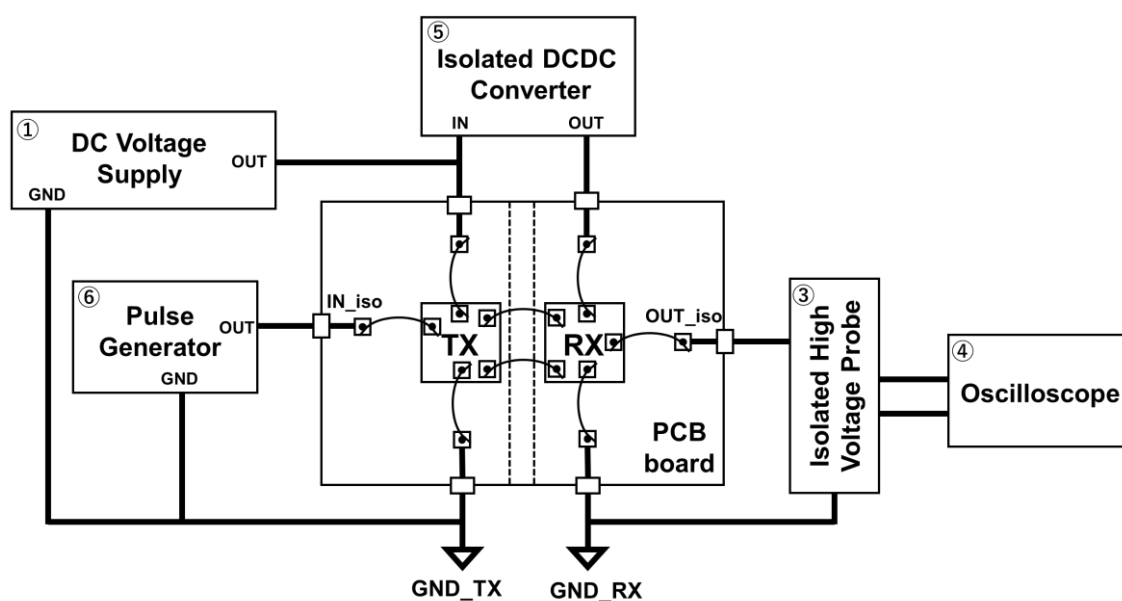 ⑤
Isolated DCDC
Converter
IN
OUT
①
DC Voltage
Supply
OUT
GND
⑥
Pulse
Generator
OUT
GND
IN_iso
TX
RX
OUT_iso
PCB
board
③
Isolated High
Voltage Probe
④
Oscilloscope
GND_TX
GND_RX